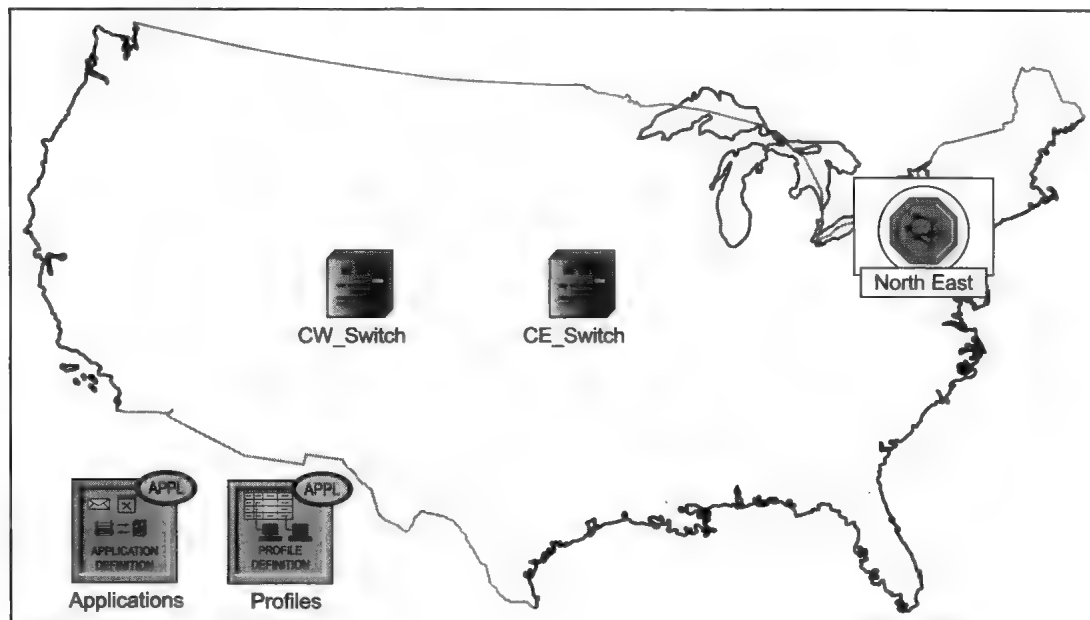 North East
CW_Switch
CE_Switch
APPL
APPLICATION
DEFINITION
Applications
APPL
PROFILE
DEFINITION
Profiles